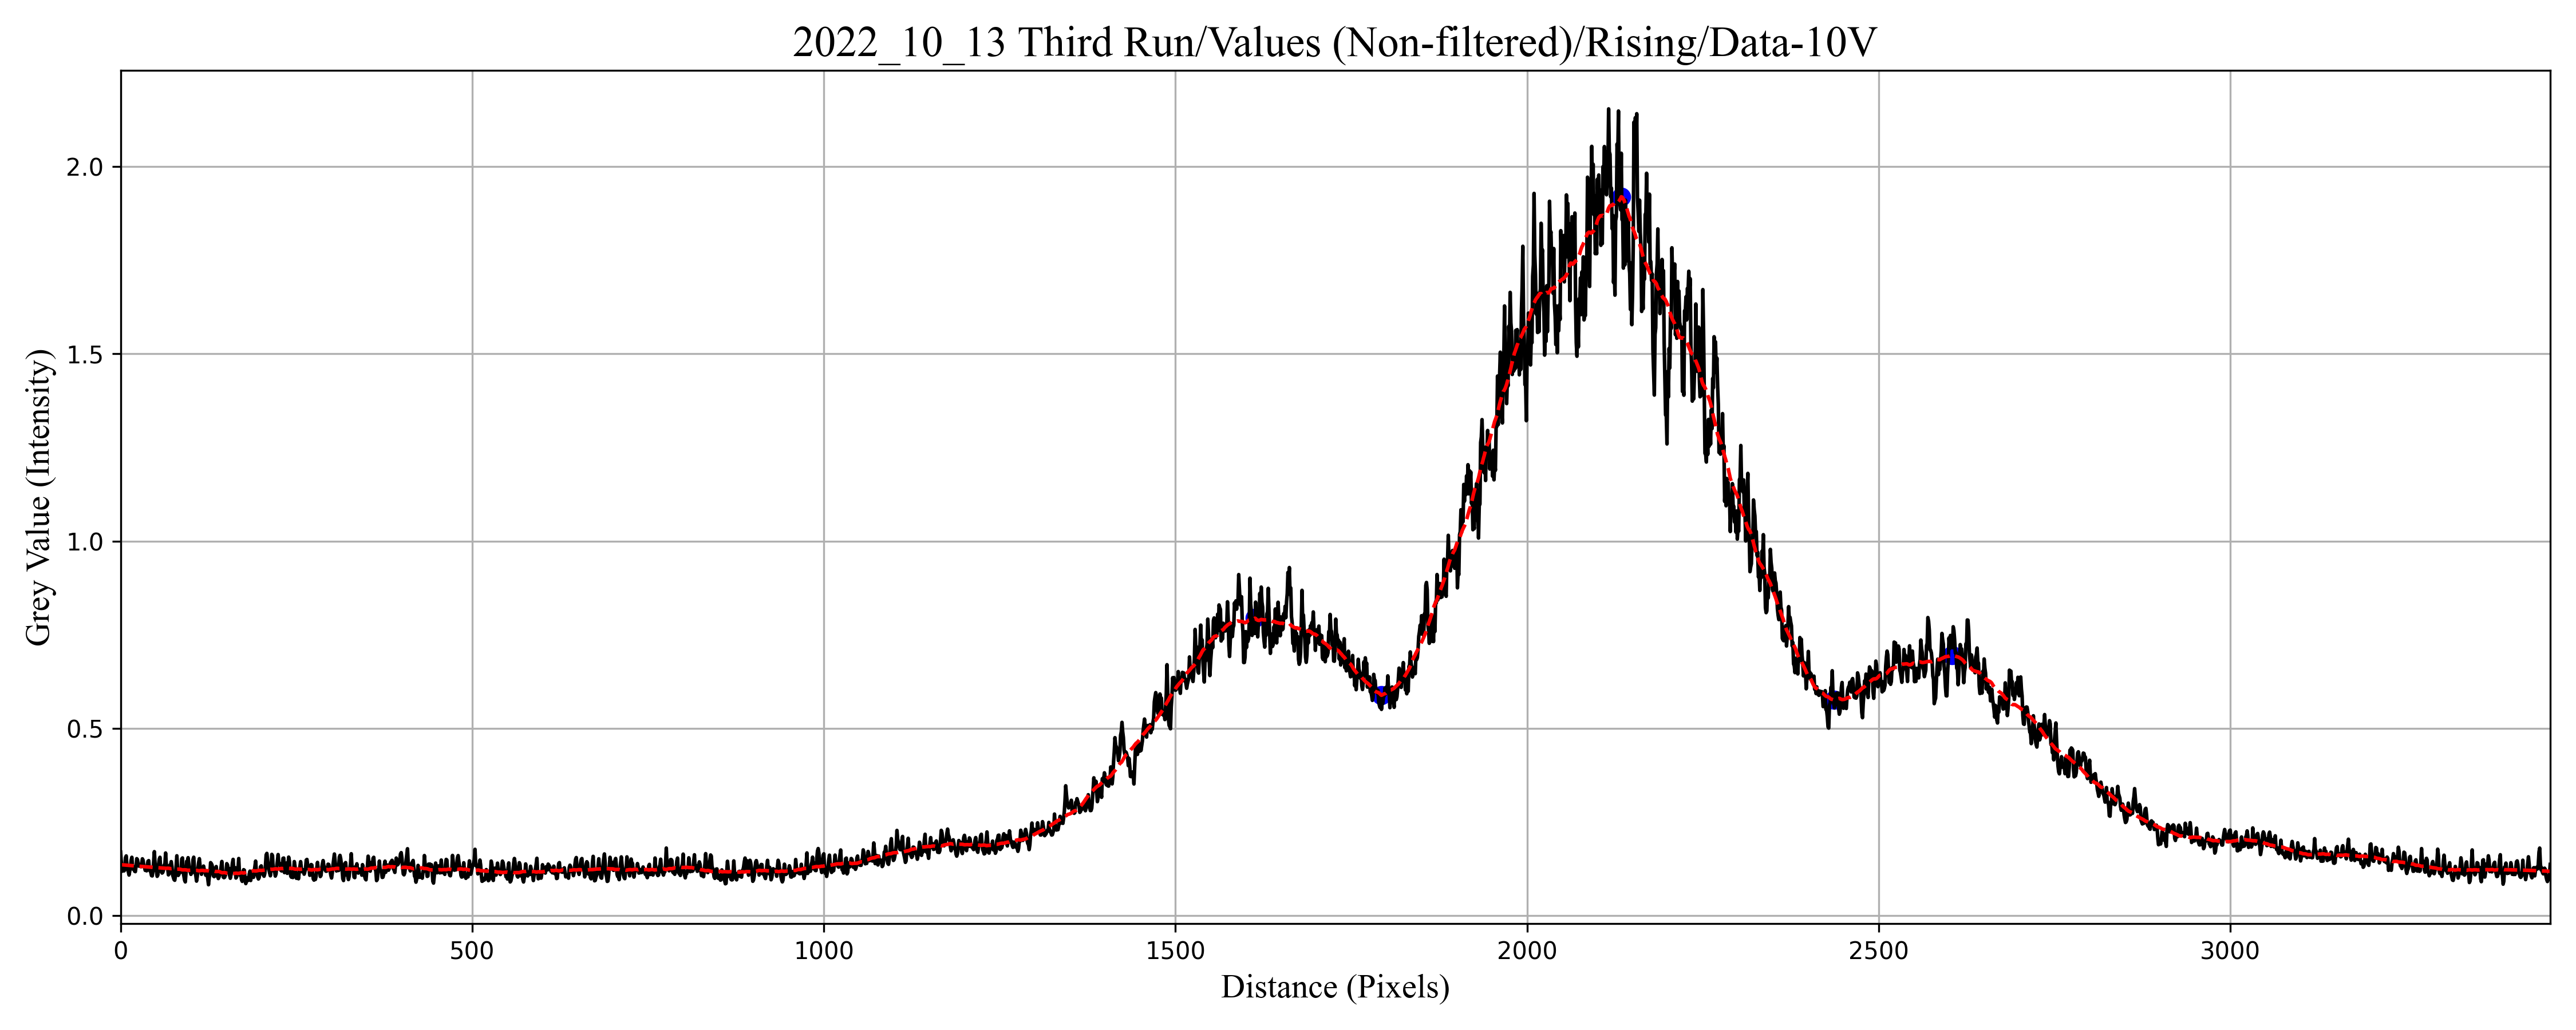 2022_10_13 Third Run/Values (Non-filtered)/Rising/Data-10V
Grey Value (Intensity)
2.0
1.5
1.0
0.5
0.0
0 500 1000 1500 2000 2500 3000
Distance (Pixels)